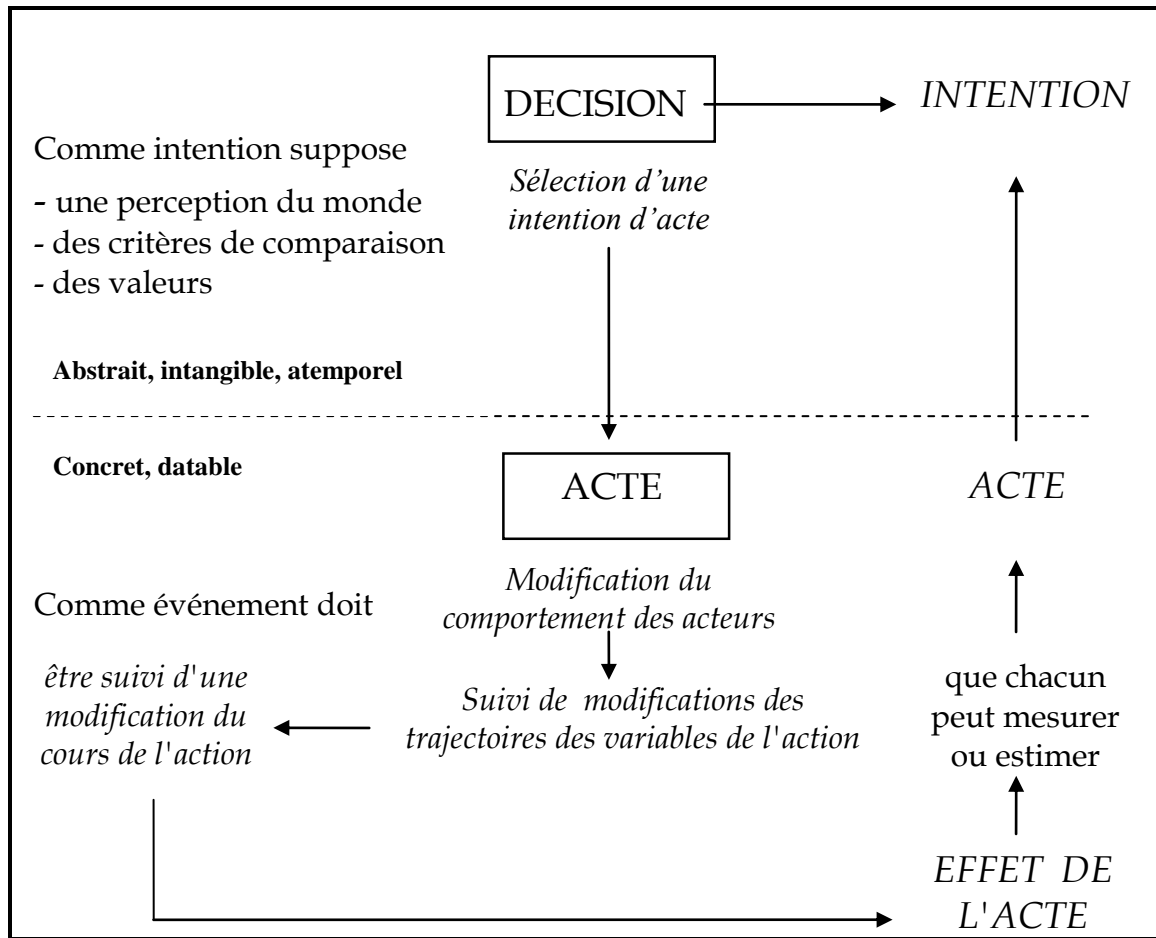 DECISION
INTENTION
Comme intention suppose
- une perception du monde
- des critères de comparaison
- des valeurs
Sélection d’une
intention d’acte
Abstrait, intangible, atemporel
Concret, datable
ACTE
ACTE
Modification du
comportement des acteurs
Comme événement doit
être suivi d'une
modification du
cours de l'action
Suivi de modifications des
trajectoires des variables de l'action
que chacun
peut mesurer
ou estimer
EFFET DE
L'ACTE